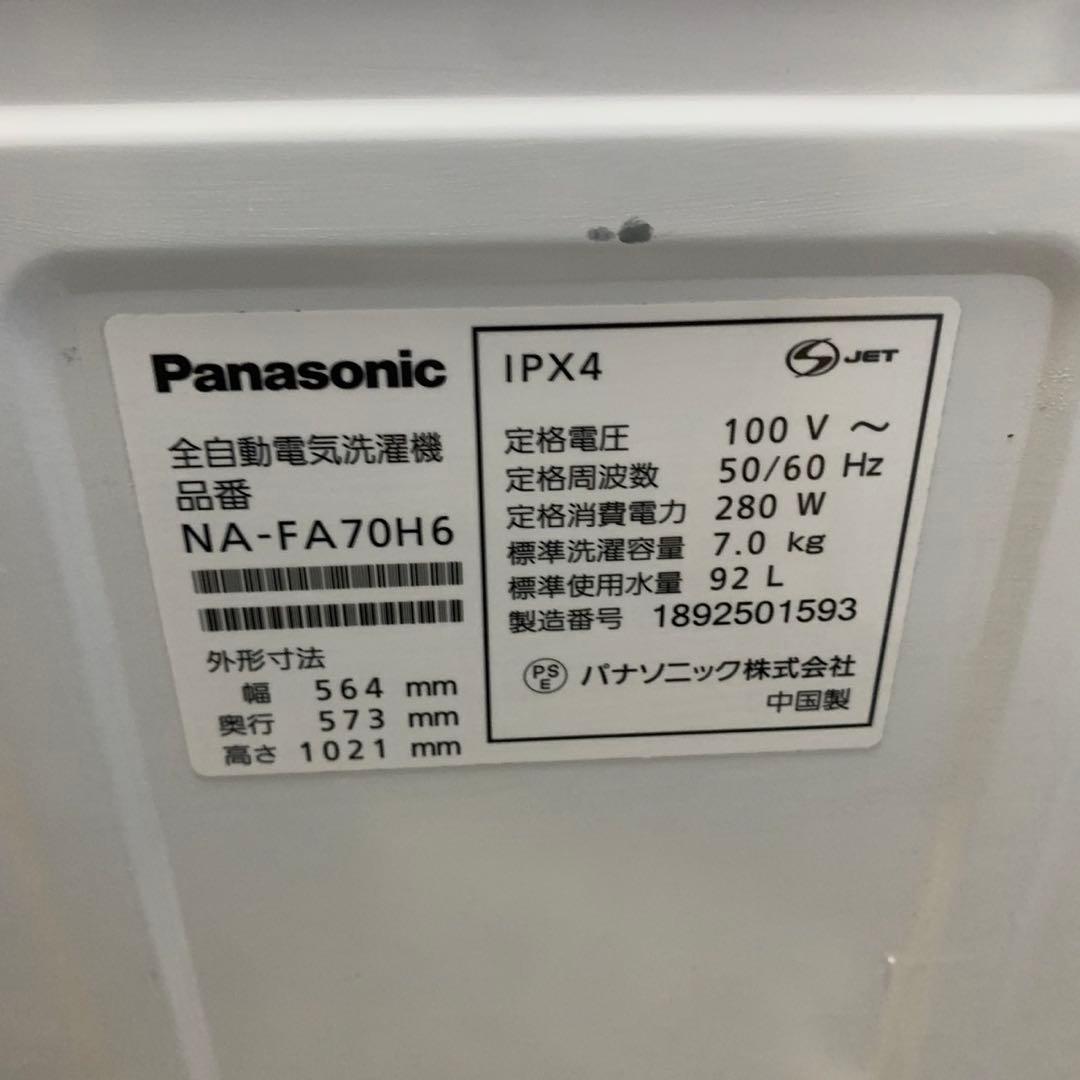 Panasonic
全自動電気洗濯機
品番
NA-FA70H6
外形寸法
幅 564 mm
奥行 573 mm
高さ 1021 mm
IPX4
S JET
定格電圧 100 V ～
定格周波数 50/60 Hz
定格消費電力 280 W
標準洗濯容量 7.0 kg
標準使用水量 92 L
製造番号 1892501593
PS E パナソニック株式会社
中国製